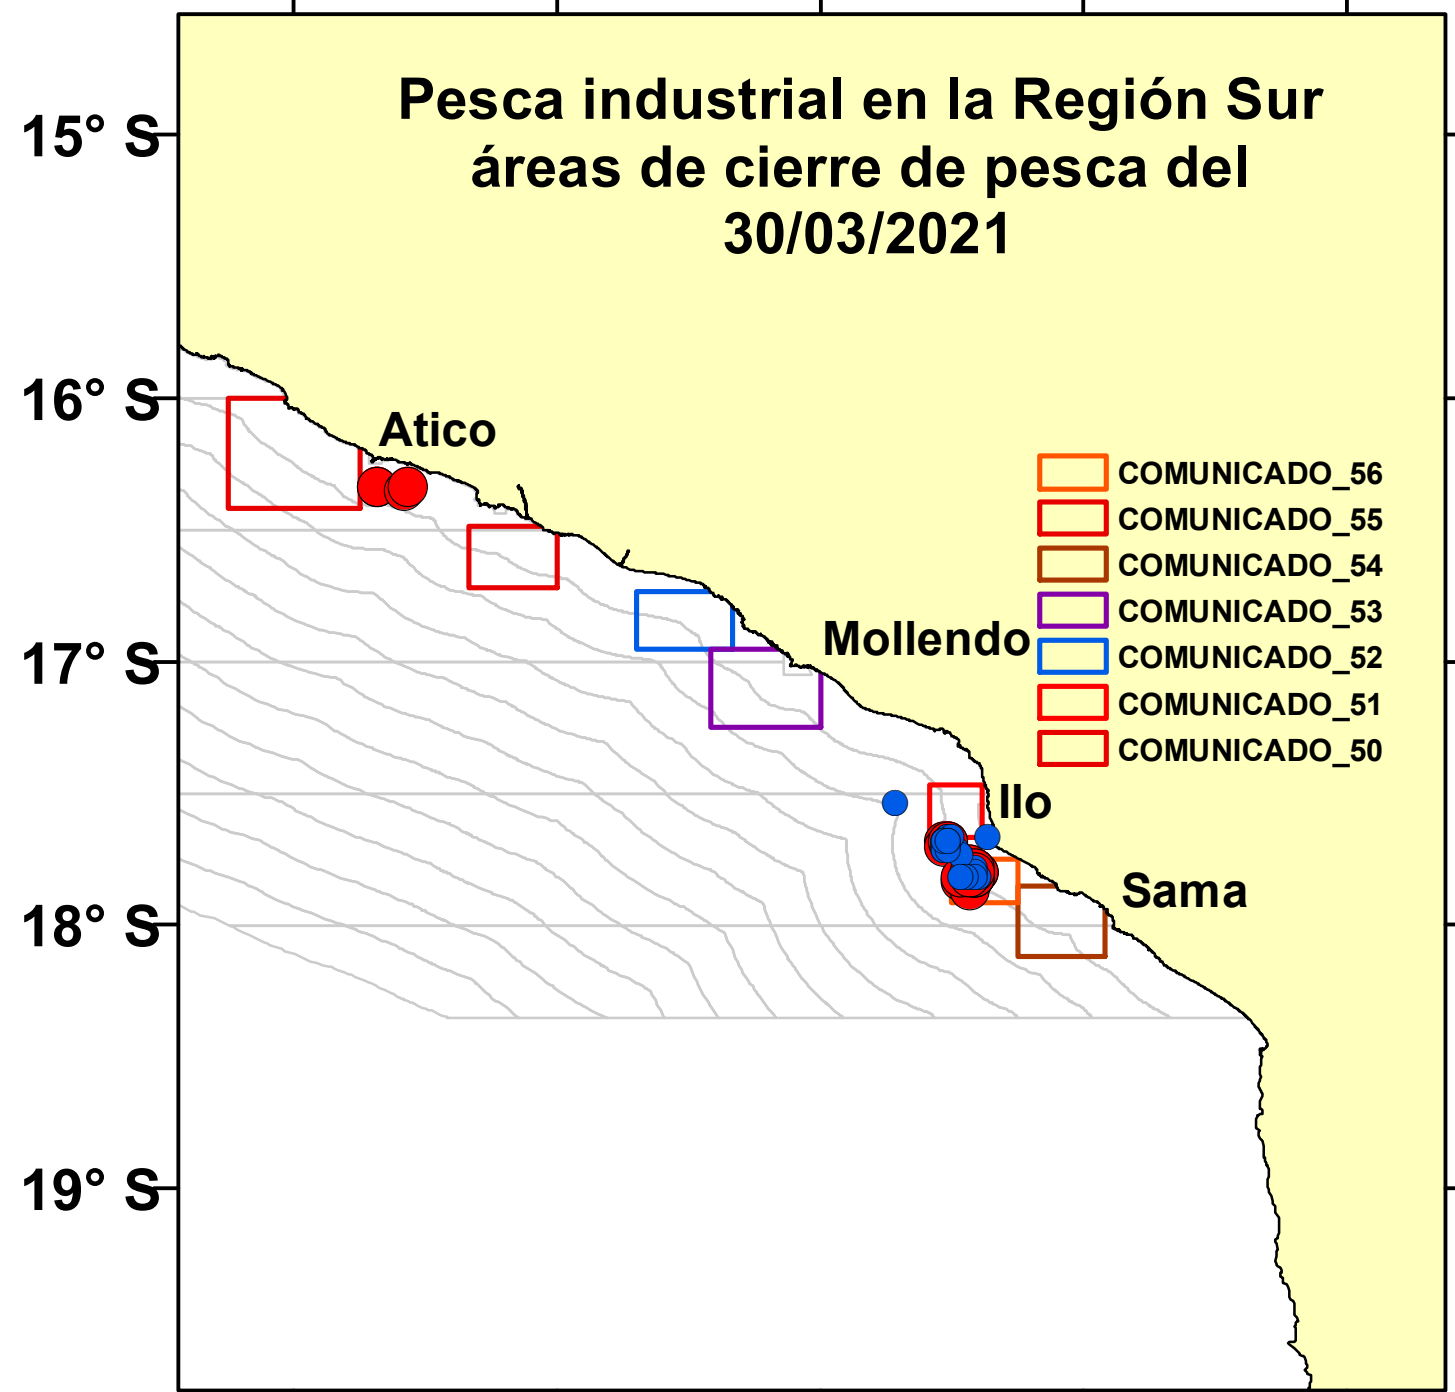 Pesca industrial en la Región Sur
áreas de cierre de pesca del
30/03/2021
15° S
16° S
17° S
18° S
19° S
Atico
Mollendo
Ilo
Sama
COMUNICADO_56
COMUNICADO_55
COMUNICADO_54
COMUNICADO_53
COMUNICADO_52
COMUNICADO_51
COMUNICADO_50